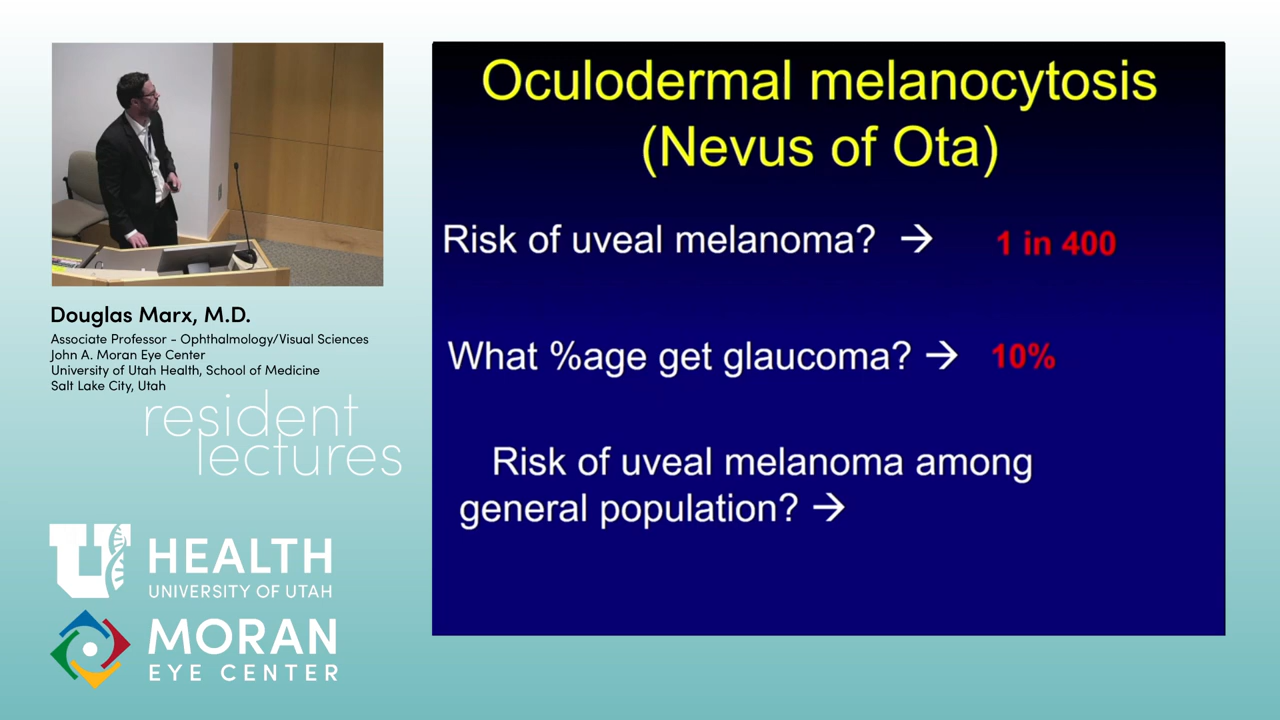 Oculodermal melanocytosis
(Nevus of Ota)
Risk of uveal melanoma? → 1 in 400
What %age get glaucoma? → 10%
Risk of uveal melanoma among
general population? →
Douglas Marx, M.D.
Associate Professor - Ophthalmology/Visual Sciences
John A. Moran Eye Center
University of Utah Health, School of Medicine
Salt Lake City, Utah
resident
lectures
U HEALTH
UNIVERSITY OF UTAH
MORAN
EYE CENTER